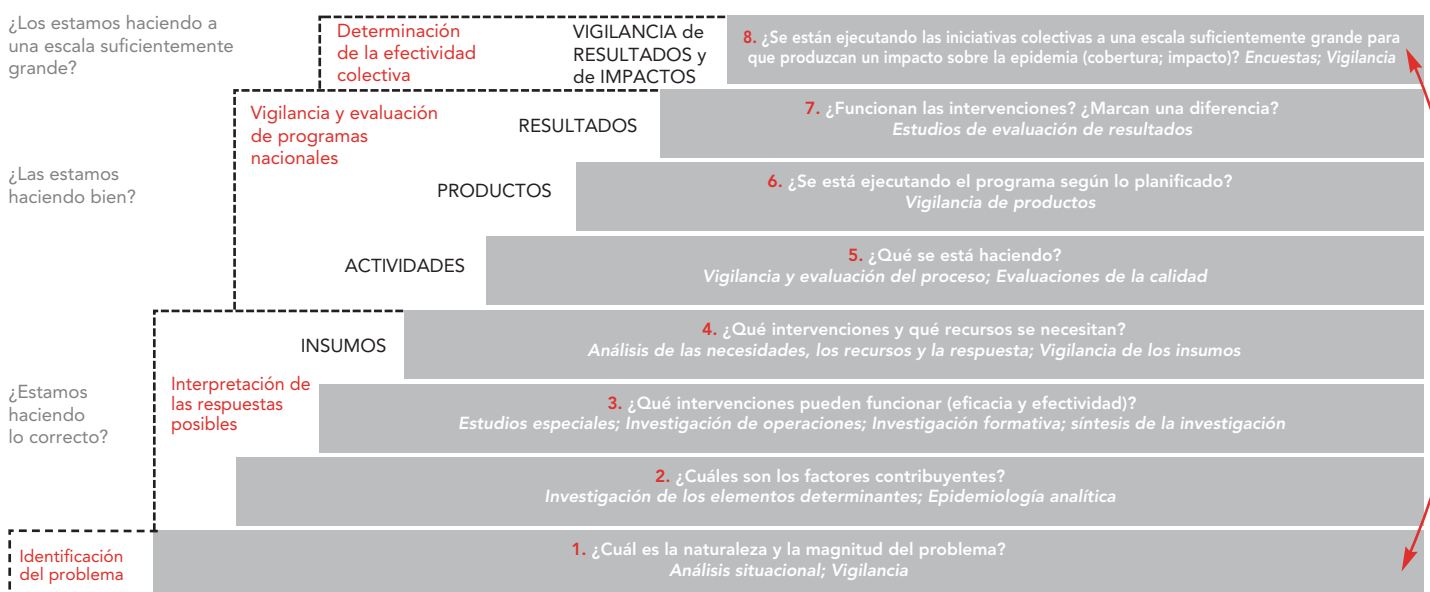 ¿Los estamos haciendo a
una escala suficientemente
grande?
Determinación
de la efectividad
colectiva
VIGILANCIA de
RESULTADOS y
de IMPACTOS
8. ¿Se están ejecutando las iniciativas colectivas a una escala suficientemente grande para
que produzcan un impacto sobre la epidemia (cobertura; impacto)? Encuestas; Vigilancia
Vigilancia y evaluación
de programas
nacionales
RESULTADOS
7. ¿Funcionan las intervenciones? ¿Marcan una diferencia?
Estudios de evaluación de resultados
¿Las estamos
haciendo bien?
PRODUCTOS
6. ¿Se está ejecutando el programa según lo planificado?
Vigilancia de productos
ACTIVIDADES
5. ¿Qué se está haciendo?
Vigilancia y evaluación del proceso; Evaluaciones de la calidad
INSUMOS
4. ¿Qué intervenciones y qué recursos se necesitan?
Análisis de las necesidades, los recursos y la respuesta; Vigilancia de los insumos
¿Estamos
haciendo
lo correcto?
Interpretación de
las respuestas
posibles
3. ¿Qué intervenciones pueden funcionar (eficacia y efectividad)?
Estudios especiales; Investigación de operaciones; Investigación formativa; síntesis de la investigación
2. ¿Cuáles son los factores contribuyentes?
Investigación de los elementos determinantes; Epidemiología analítica
Identificación
del problema
1. ¿Cuál es la naturaleza y la magnitud del problema?
Análisis situacional; Vigilancia